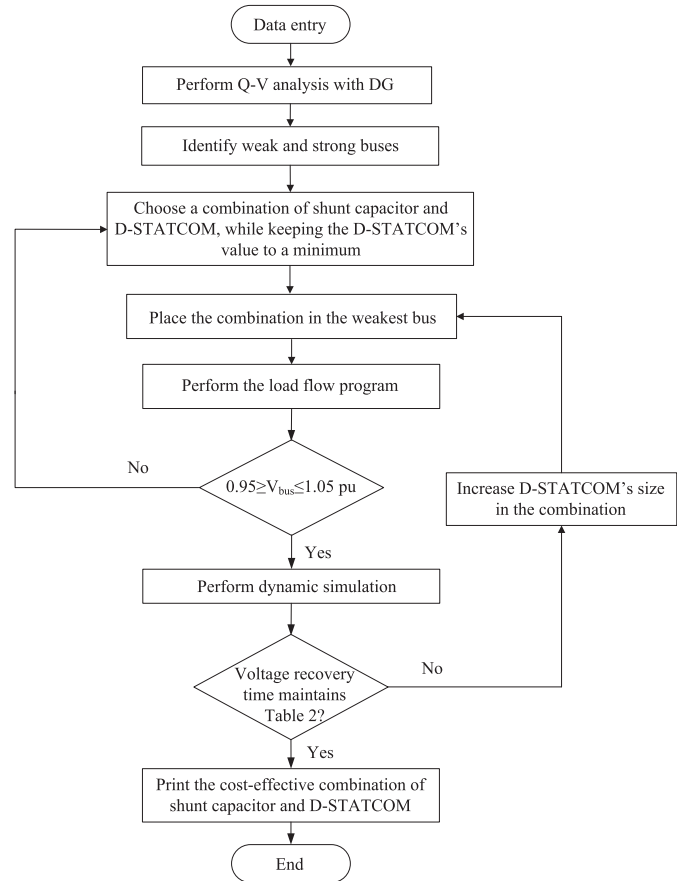 Data entry
Perform Q-V analysis with DG
Identify weak and strong buses
Choose a combination of shunt capacitor and
D-STATCOM, while keeping the D-STATCOM's
value to a minimum
Place the combination in the weakest bus
Perform the load flow program
No
0.95≥V_bus≤1.05 pu
Increase D-STATCOM's size
in the combination
Yes
Perform dynamic simulation
Voltage recovery
time maintains
Table 2?
No
Yes
Print the cost-effective combination of
shunt capacitor and D-STATCOM
End